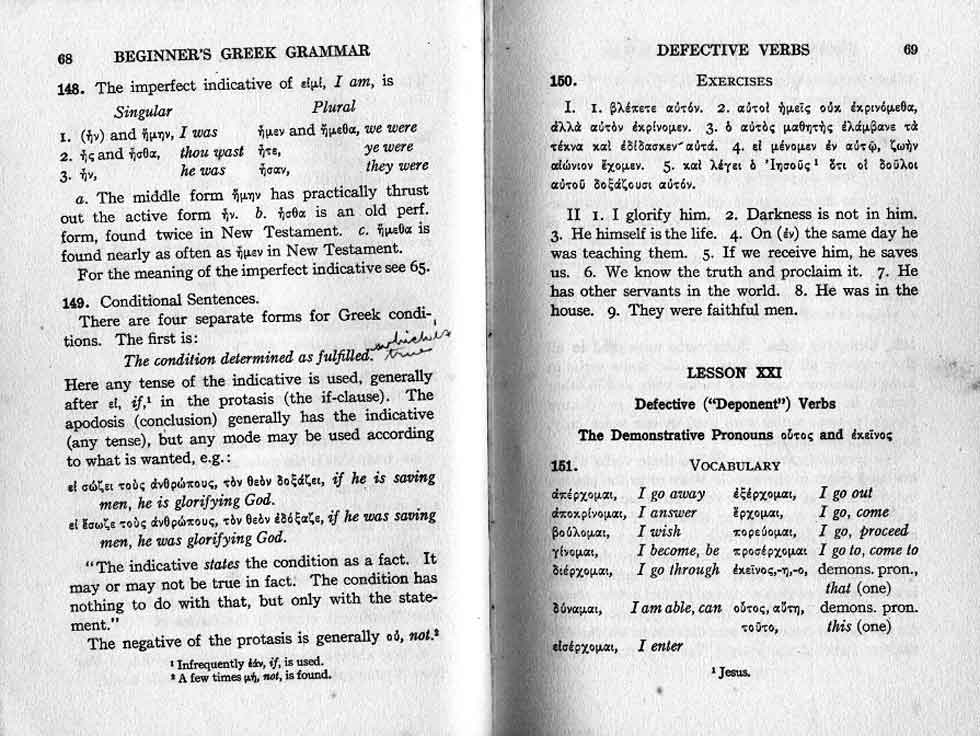 68 BEGINNER'S GREEK GRAMMAR
148. The imperfect indicative of εἰμί, I am, is
Singular Plural
1. (ἦν) and ἤμην, I was ἦμεν and ἤμεθα, we were
2. ἦς and ἦσθα, thou wast ἦτε, ye were
3. ἦν, he was ἦσαν, they were
a. The middle form ἤμην has practically thrust
out the active form ἦν. b. ἦσθα is an old perf.
form, found twice in New Testament. c. ἤμεθα is
found nearly as often as ἦμεν in New Testament.
For the meaning of the imperfect indicative see 65.
149. Conditional Sentences.
There are four separate forms for Greek condi-
tions. The first is:
The condition determined as fulfilled.
true
Here any tense of the indicative is used, generally
after εἰ, if,¹ in the protasis (the if-clause). The
apodosis (conclusion) generally has the indicative
(any tense), but any mode may be used according
to what is wanted, e.g.:
εἰ σώζει τοὺς ἀνθρώπους, τὸν θεὸν δοξάζει, if he is saving
men, he is glorifying God.
εἰ ἔσωζε τοὺς ἀνθρώπους, τὸν θεὸν ἐδόξαζε, if he was saving
men, he was glorifying God.
"The indicative states the condition as a fact. It
may or may not be true in fact. The condition has
nothing to do with that, but only with the state-
ment."
The negative of the protasis is generally οὐ, not.²
¹ Infrequently ἐάν, if, is used.
² A few times μή, not, is found.
DEFECTIVE VERBS 69
150. EXERCISES
I. 1. βλέπετε αὐτόν. 2. αὐτοὶ ἡμεῖς οὐκ ἐκρινόμεθα,
ἀλλὰ αὐτὸν ἐκρίνομεν. 3. ὁ αὐτὸς μαθητὴς ἐλάμβανε τὰ
τέκνα καὶ ἐδίδασκεν αὐτά. 4. εἰ μένομεν ἐν αὐτῷ, ζωὴν
αἰώνιον ἔχομεν. 5. καὶ λέγει ὁ Ἰησοῦς¹ ὅτι οἱ δοῦλοι
αὐτοῦ δοξάζουσι αὐτόν.
II 1. I glorify him. 2. Darkness is not in him.
3. He himself is the life. 4. On (ἐν) the same day he
was teaching them. 5. If we receive him, he saves
us. 6. We know the truth and proclaim it. 7. He
has other servants in the world. 8. He was in the
house. 9. They were faithful men.
LESSON XXI
Defective ("Deponent") Verbs
The Demonstrative Pronouns οὗτος and ἐκεῖνος
151. VOCABULARY
ἀπέρχομαι, I go away ἐξέρχομαι, I go out
ἀποκρίνομαι, I answer ἔρχομαι, I go, come
βούλομαι, I wish πορεύομαι, I go, proceed
γίνομαι, I become, be προσέρχομαι I go to, come to
διέρχομαι, I go through ἐκεῖνος,-η,-ο, demons. pron.,
that (one)
δύναμαι, I am able, can οὗτος, αὕτη, demons. pron.
τοῦτο, this (one)
εἰσέρχομαι, I enter
¹ Jesus.